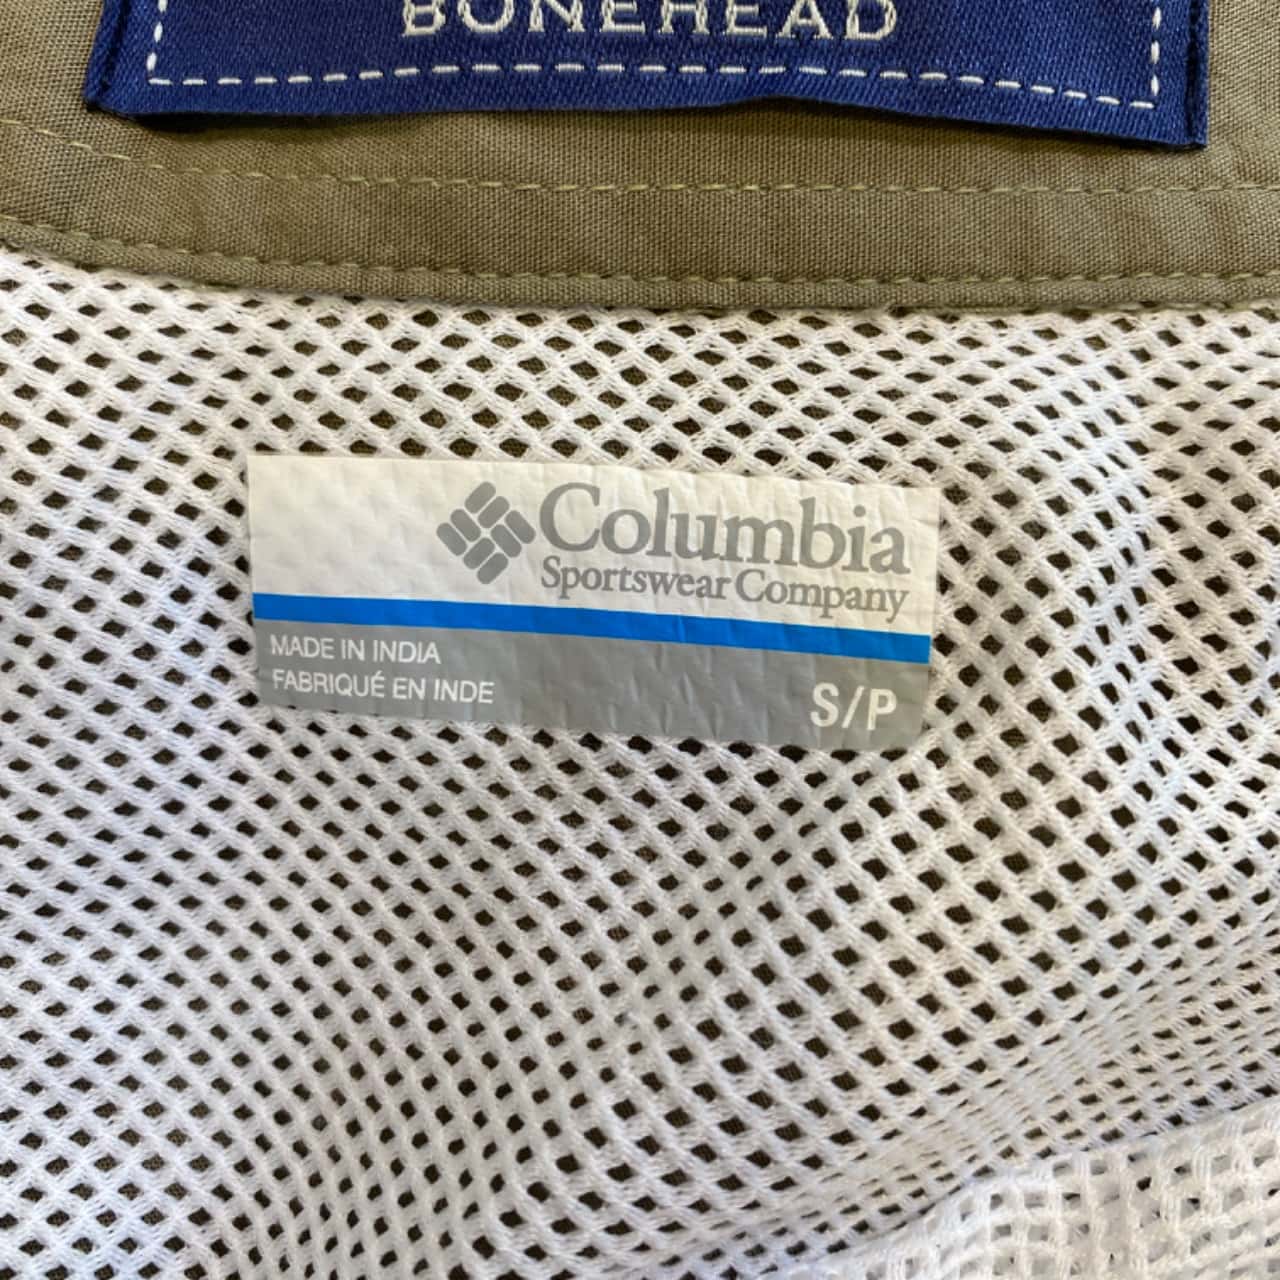 BONEHEAD
Columbia
Sportswear Company
MADE IN INDIA
FABRIQUÉ EN INDE
S/P